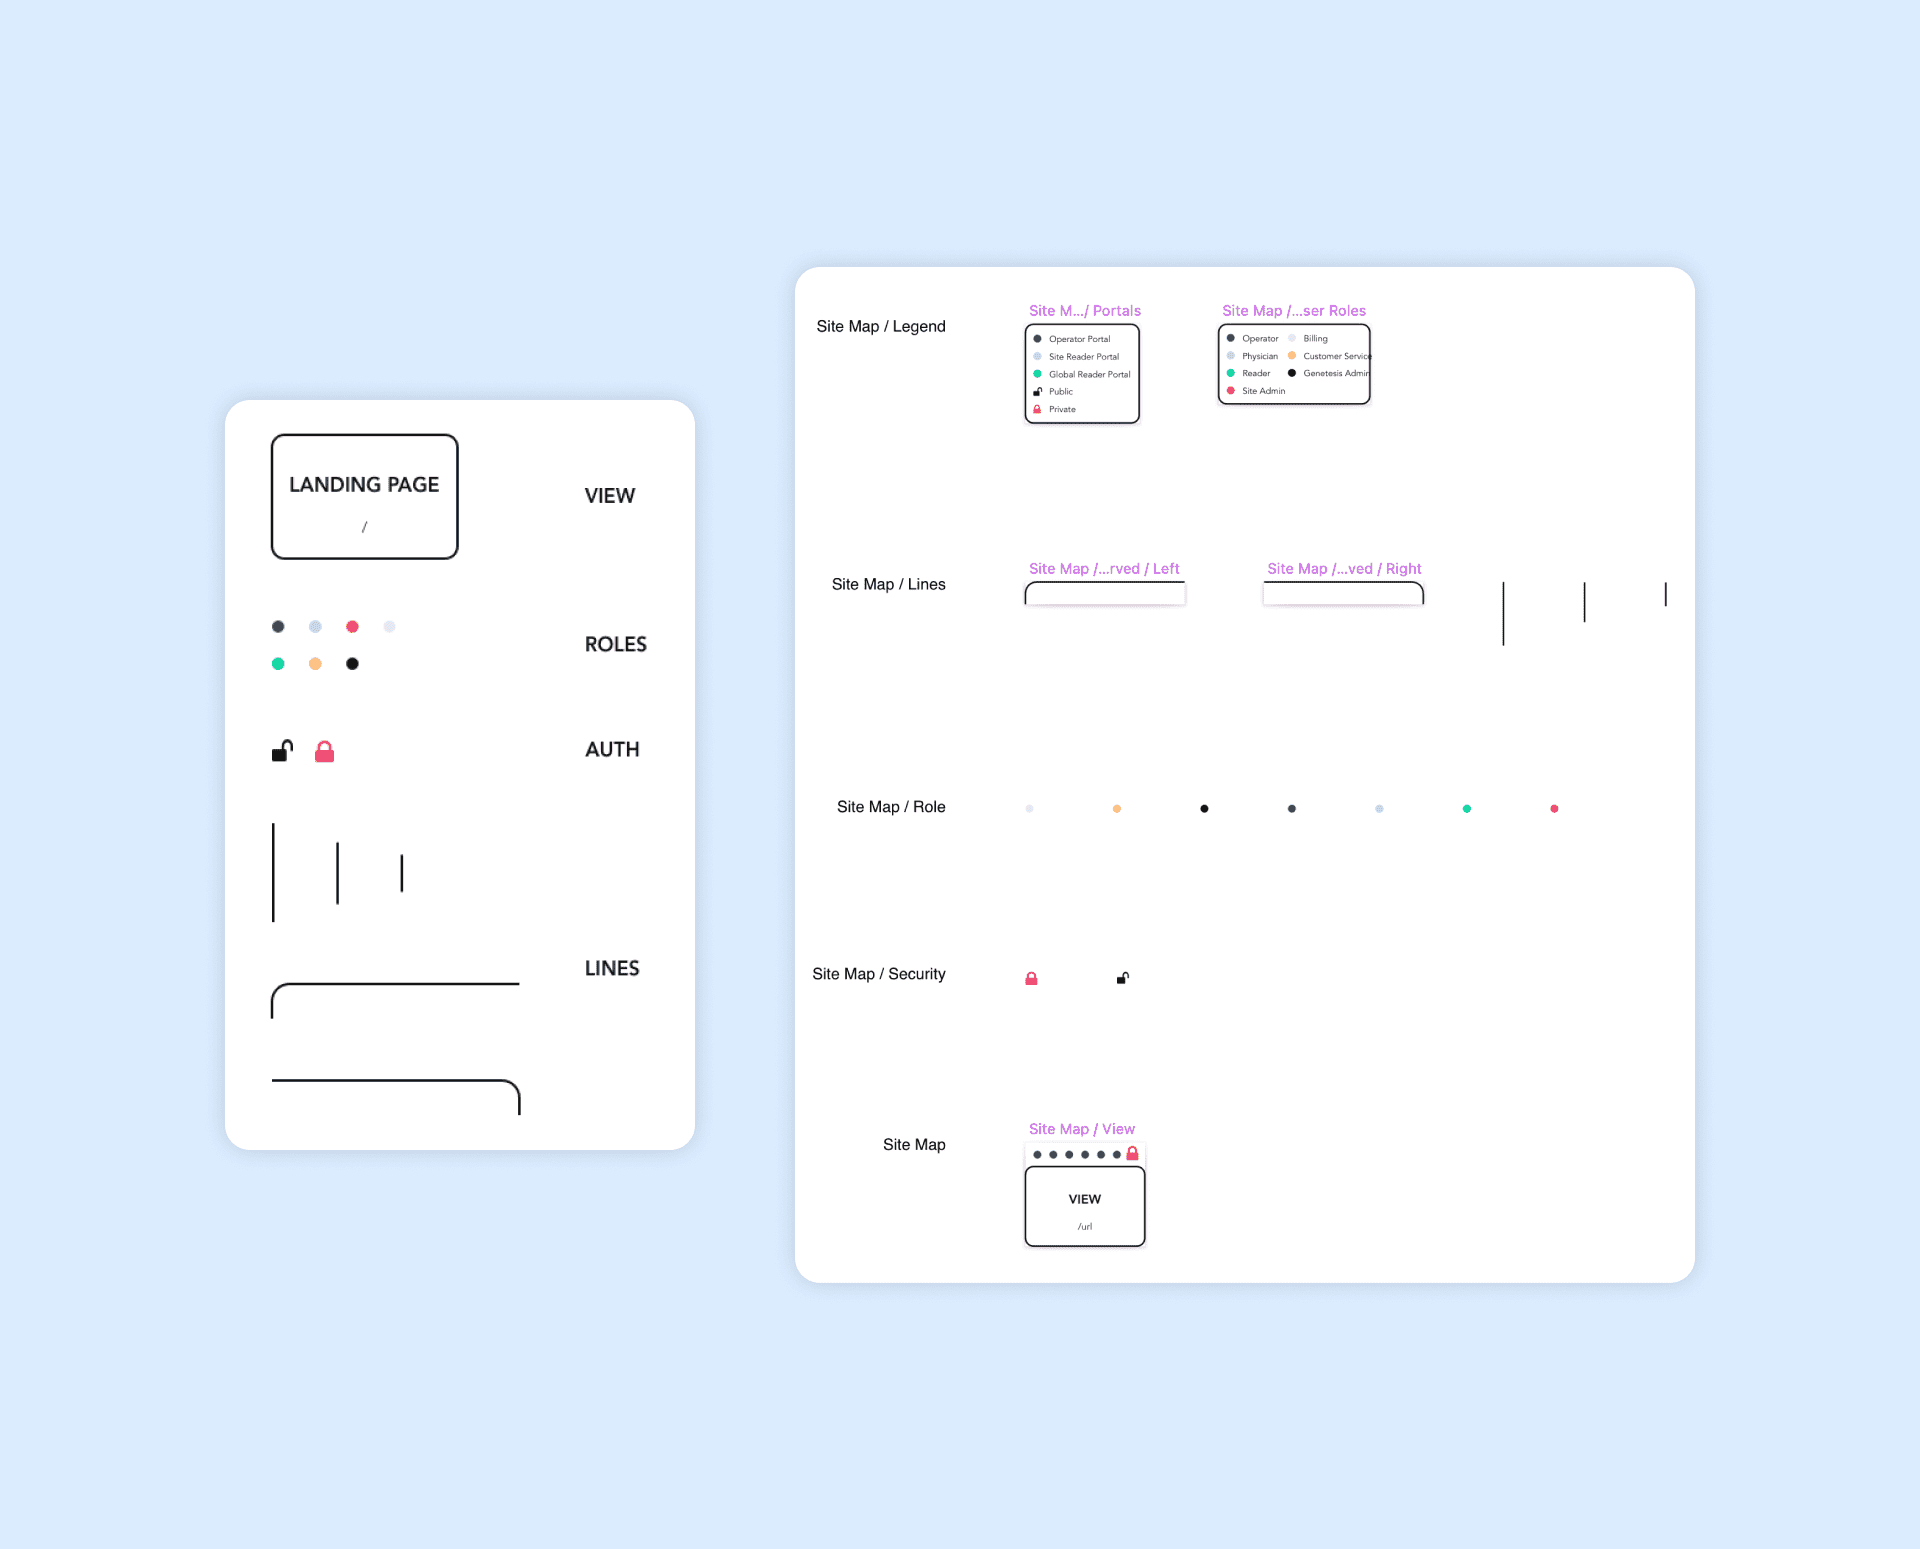 LANDING PAGE
/
VIEW
ROLES
AUTH
LINES
Site Map / Legend
Site M.../ Portals
Operator Portal
Site Reader Portal
Global Reader Portal
Public
Private
Site Map /...ser Roles
Operator
Billing
Physician
Customer Service
Reader
Genetesis Admin
Site Admin
Site Map / Lines
Site Map /...rved / Left
Site Map /...ved / Right
Site Map / Role
Site Map / Security
Site Map
Site Map / View
VIEW
/url